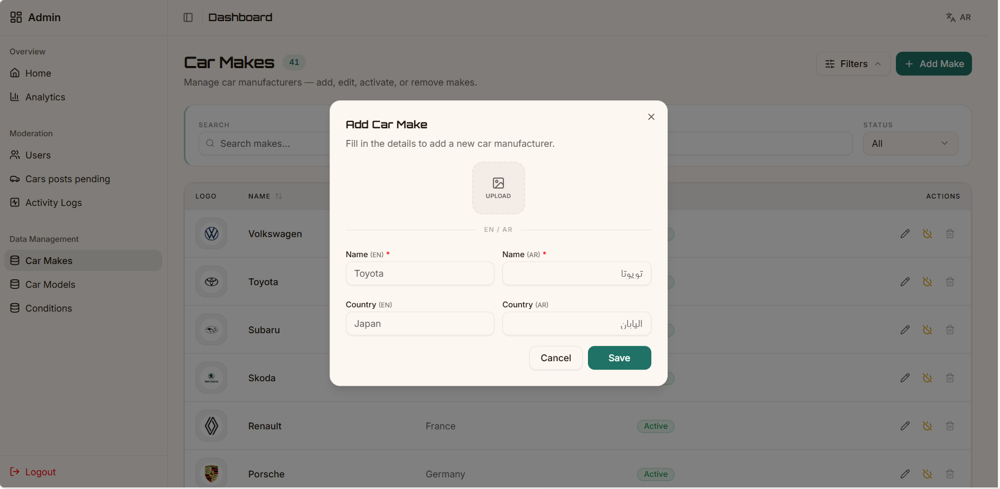 Admin
Dashboard
AR
Overview
Home
Analytics
Moderation
Users
Cars posts pending
Activity Logs
Data Management
Car Makes
Car Models
Conditions
Logout
Car Makes 41
Manage car manufacturers — add, edit, activate, or remove makes.
Filters
Add Make
SEARCH
Search makes...
STATUS
All
LOGO NAME ACTIONS
Volkswagen
Toyota
Subaru
SKODA
Skoda
Renault France Active
Porsche Germany Active
Add Car Make
Fill in the details to add a new car manufacturer.
UPLOAD
EN / AR
Name (EN) *
Toyota
Name (AR) *
تويوتا
Country (EN)
Japan
Country (AR)
اليابان
Cancel
Save